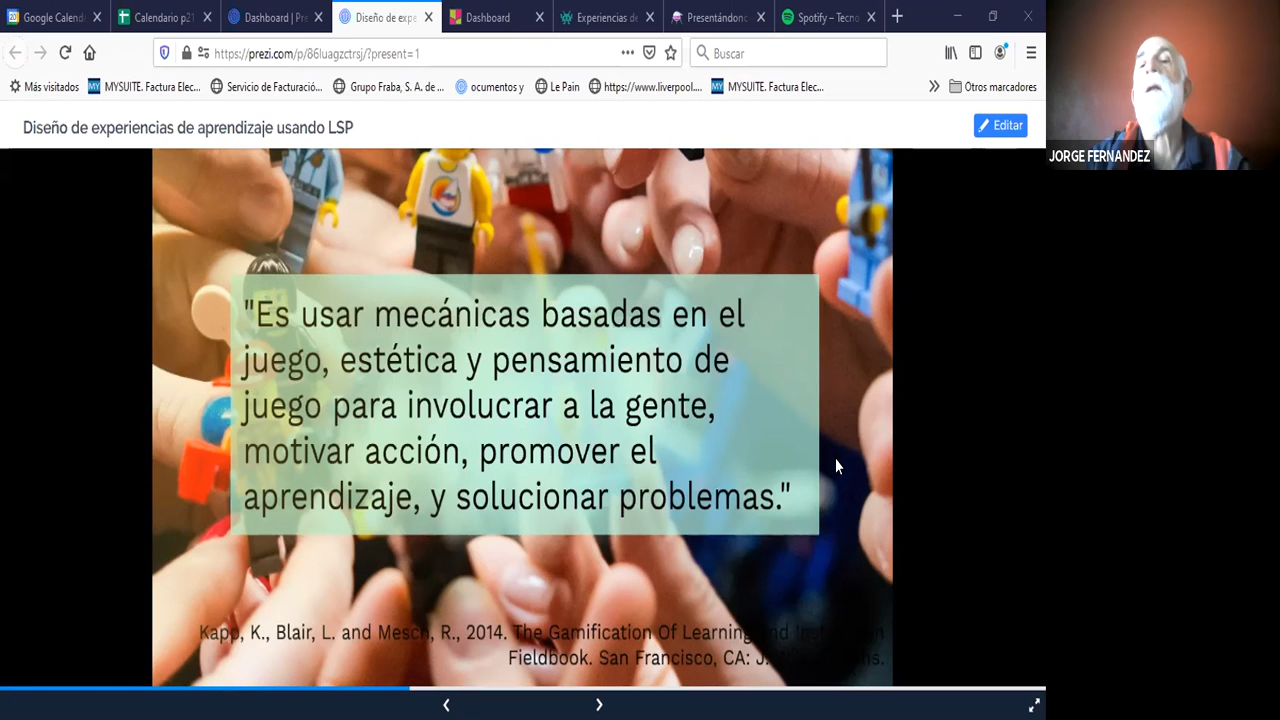 Google Calend
Calendario p21
Dashboard | Pre
Diseño de expe
Dashboard
Experiencias de
Presentándono
Spotify – Tecno
https://prezi.com/p/86luagzctrsj/?present=1
Buscar
Más visitados
MYSUITE. Factura Elec...
Servicio de Facturació...
Grupo Fraba, S. A. de ...
ocumentos y
Le Pain
https://www.liverpool....
MYSUITE. Factura Elec...
Otros marcadores
Diseño de experiencias de aprendizaje usando LSP
Editar
JORGE FERNANDEZ
"Es usar mecánicas basadas en el
juego, estética y pensamiento de
juego para involucrar a la gente,
motivar acción, promover el
aprendizaje, y solucionar problemas."
Kapp, K., Blair, L. and Mesch, R., 2014. The Gamification Of Learning and
Fieldbook. San Francisco, CA: